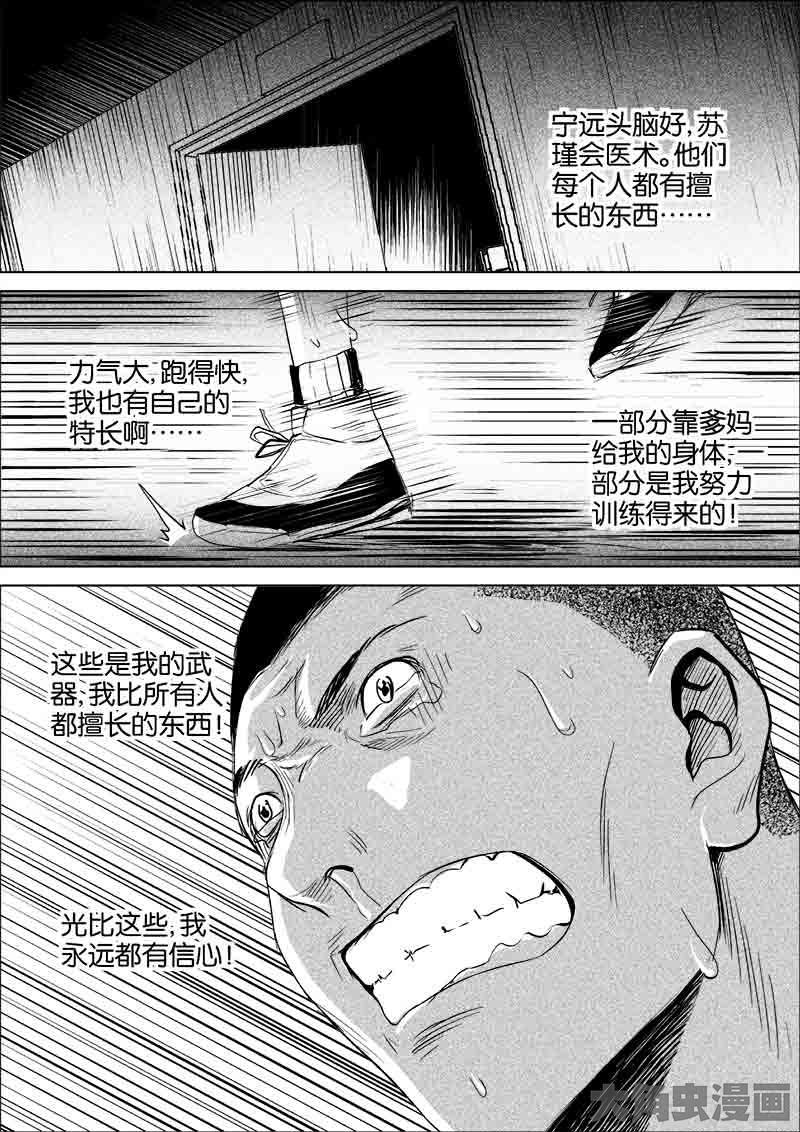 宁远头脑好，苏
瑾会医术。他们
每个人都有擅
长的东西……
力气大，跑得快，
我也有自己的
特长啊……
一部分靠爹妈
给我的身体，一
部分是我努力
训练得来的！
这些是我的武
器，我比所有人
都擅长的东西！
光比这些，我
永远都有信心！
大角虫漫画